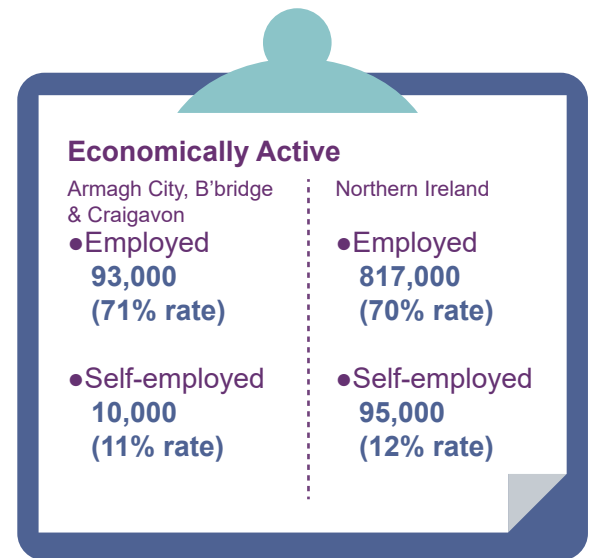 Economically Active
Armagh City, B'bridge
& Craigavon
●Employed
93,000
(71% rate)
●Self-employed
10,000
(11% rate)
Northern Ireland
●Employed
817,000
(70% rate)
●Self-employed
95,000
(12% rate)